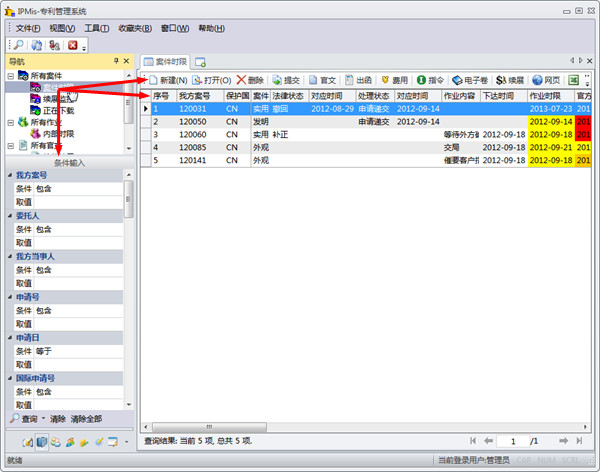 IPMis-专利管理系统
文件(F) 视图(V) 工具(T) 收藏夹(B) 窗口(W) 帮助(H)
导航
所有案件
续展监
正在下载
所有作业
内部时限
所有官
条件输入
我方案号
条件 包含
取值
委托人
条件 包含
取值
我方当事人
条件 包含
取值
申请号
条件 包含
取值
申请日
条件 等于
取值
国际申请号
条件 包含
取值
查询 清除 清除全部
案件时限
新建(N) 打开(O) 删除 提交 官文 出函 费用 指令 电子卷 续展 网页
序号 我方案号 保护国 案件 法律状态 对应时间 处理状态 对应时间 作业内容 下达时间 作业时限 官方
1 120031 CN 实用 撤回 2012-08-29 申请递交 2012-09-14 2013-07-23 201
2 120050 CN 发明 申请递交 2012-09-14 2012-09-14 201
3 120060 CN 实用 补正 等待外方 2012-09-18 2012-09-18 201
4 120085 CN 外观 交局 2012-09-18 2012-09-21 201
5 120141 CN 外观 催要客户 2012-09-18 2012-09-18 201
查询结果: 当前 5 项, 总共 5 项.
1 /1
就绪
当前登录用户:管理员 CAP NUM SCRL